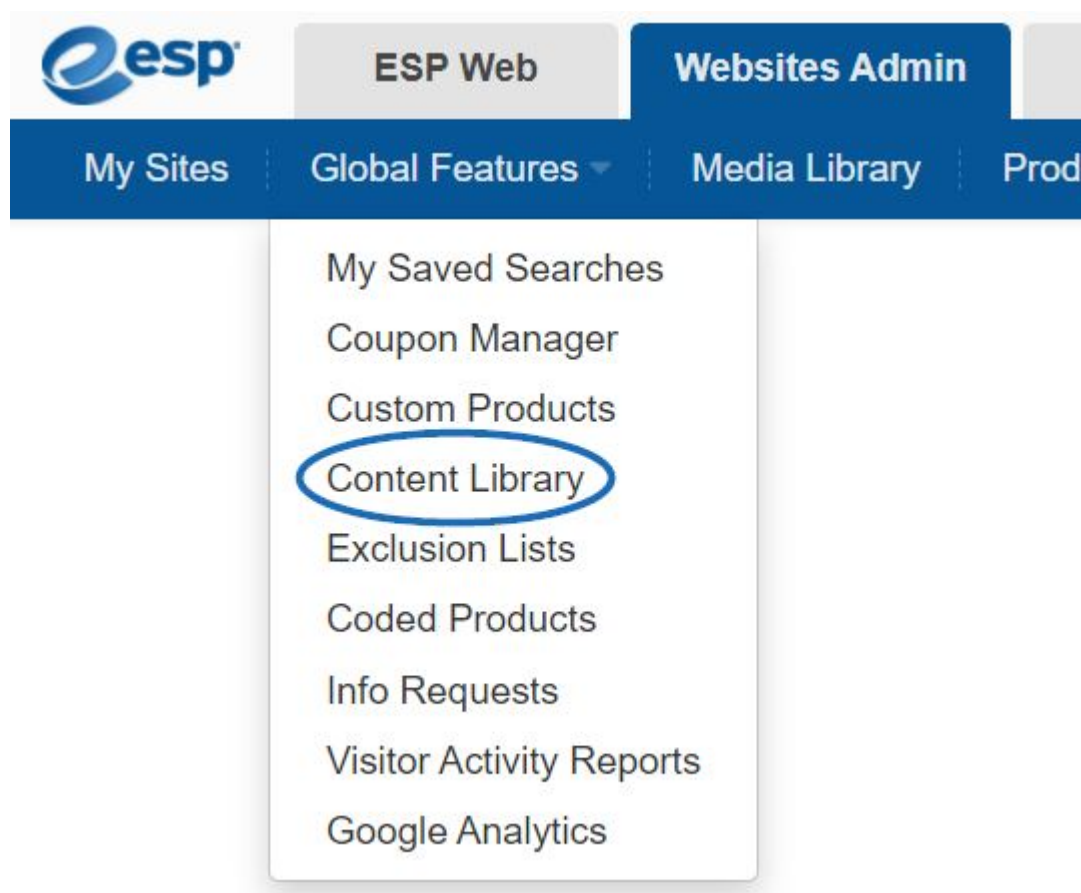 esp
ESP Web
Websites Admin
My Sites
Global Features
Media Library
Prod
My Saved Searches
Coupon Manager
Custom Products
Content Library
Exclusion Lists
Coded Products
Info Requests
Visitor Activity Reports
Google Analytics